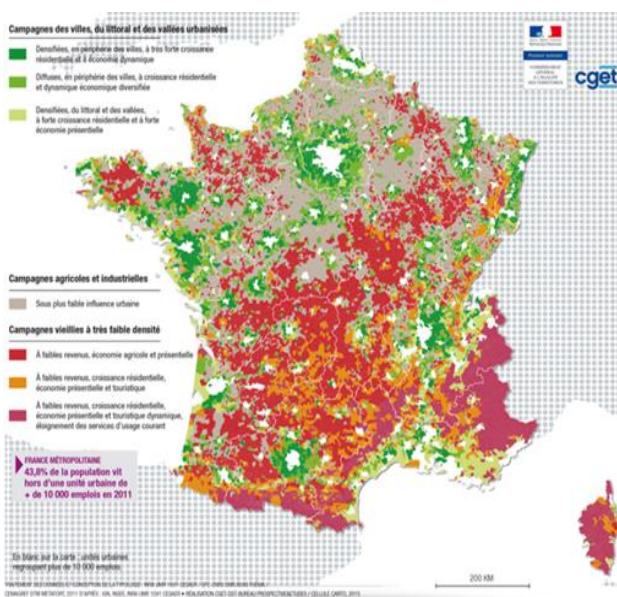 Campagnes des villes, du littoral et des vallées urbanisées
Densifiées, en périphérie des villes, à très forte croissance
résidentielle et à économie dynamique
Diffuses, en périphérie des villes, à croissance résidentielle
et dynamique économique diversifiée
Densifiées, du littoral et des vallées,
à forte croissance résidentielle et à forte
économie présentielle
cget
Campagnes agricoles et industrielles
Sous plus faible influence urbaine
Campagnes vieillies à très faible densité
À faibles revenus, économie agricole et présentielle
À faibles revenus, croissance résidentielle,
économie présentielle et touristique
À faibles revenus, croissance résidentielle,
économie présentielle et touristique dynamique,
éloignement des services d'usage courant
FRANCE MÉTROPOLITAINE
43,8% de la population vit
hors d'une unité urbaine de
+ de 10 000 emplois en 2011
En blanc sur la carte : unités urbaines
regroupant plus de 10 000 emplois.
200 KM